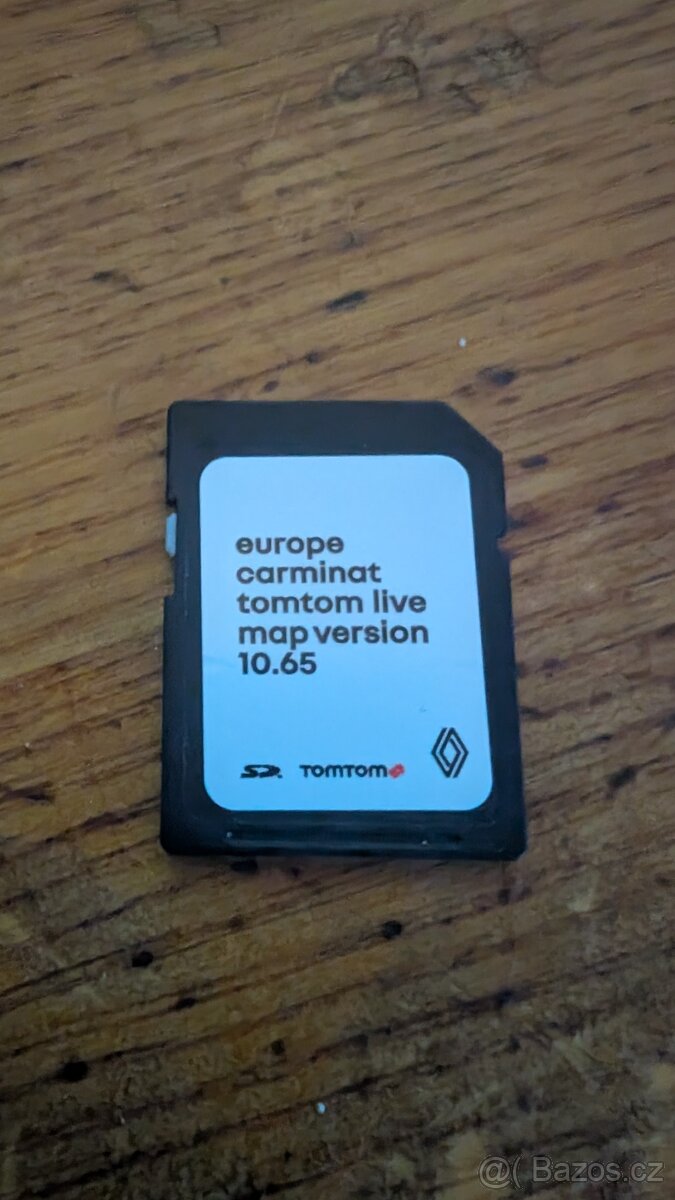 europe
carminat
tomtom live
map version
10.65
SD
TOMTOM
@( Bazos.cz